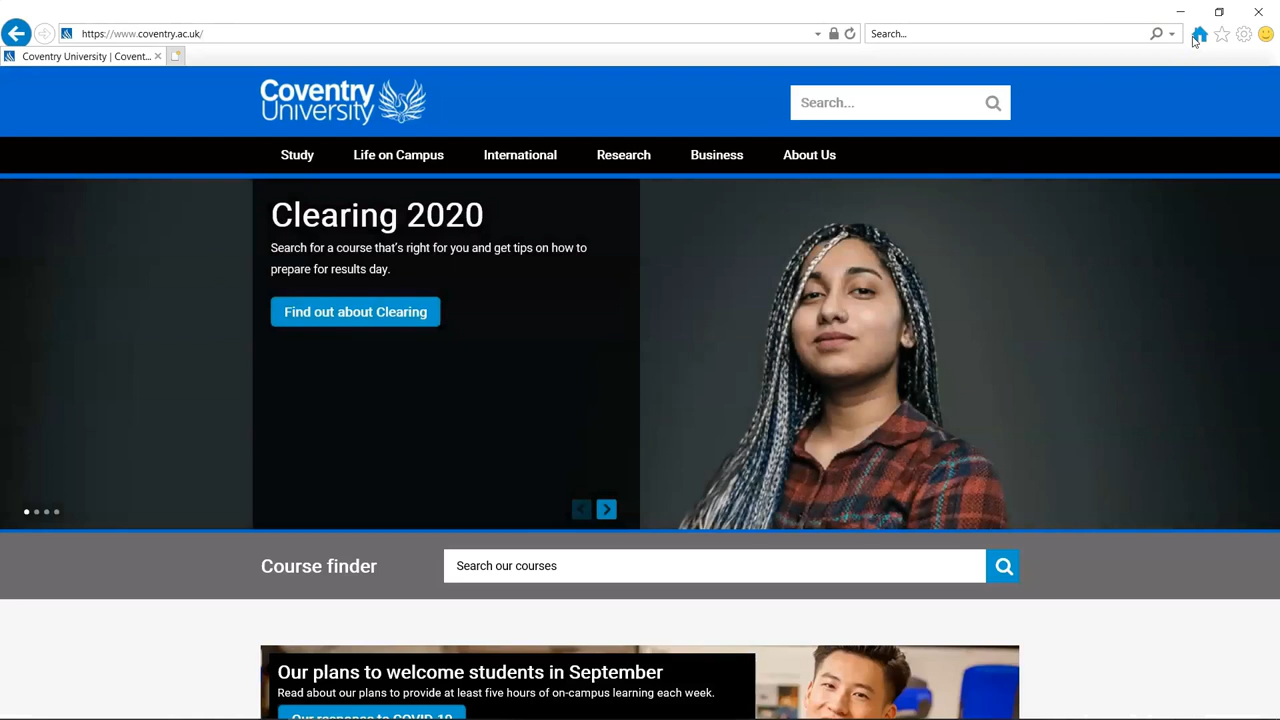 https://www.coventry.ac.uk/
Search...
Coventry University | Covent...
Coventry
University
Search...
Study
Life on Campus
International
Research
Business
About Us
Clearing 2020
Search for a course that's right for you and get tips on how to
prepare for results day.
Find out about Clearing
Course finder
Search our courses
Our plans to welcome students in September
Read about our plans to provide at least five hours of on-campus learning each week.
Our response to COVID-19